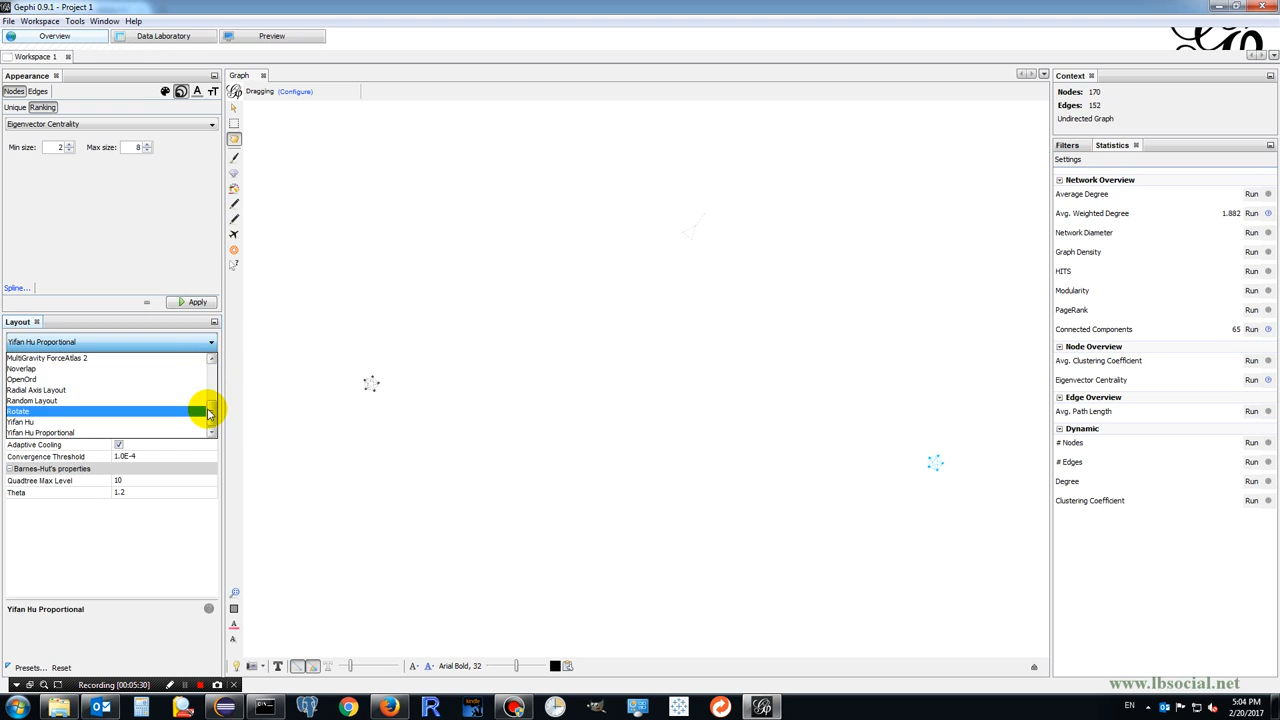 Gephi 0.9.1 - Project 1
File Workspace Tools Window Help
Overview Data Laboratory Preview
Workspace 1
Appearance
Nodes Edges
Unique Ranking
Eigenvector Centrality
Min size: 2 Max size: 8
Spline...
Apply
Layout
Yifan Hu Proportional
MultiGravity ForceAtlas 2
Noverlap
OpenOrd
Radial Axis Layout
Random Layout
Rotate
Yifan Hu
Yifan Hu Proportional
Adaptive Cooling
Convergence Threshold 1.0E-4
Barnes-Hut's properties
Quadtree Max Level 10
Theta 1.2
Yifan Hu Proportional
Presets... Reset
Graph
Dragging (Configure)
Arial Bold, 32
Context
Nodes: 170
Edges: 152
Undirected Graph
Filters Statistics
Settings
Network Overview
Average Degree Run
Avg. Weighted Degree 1.882 Run
Network Diameter Run
Graph Density Run
HITS Run
Modularity Run
PageRank Run
Connected Components 65 Run
Node Overview
Avg. Clustering Coefficient Run
Eigenvector Centrality Run
Edge Overview
Avg. Path Length Run
Dynamic
# Nodes Run
# Edges Run
Degree Run
Clustering Coefficient Run
Recording [00:05:30]
www.lbsocial.net
EN
5:04 PM
2/20/2017